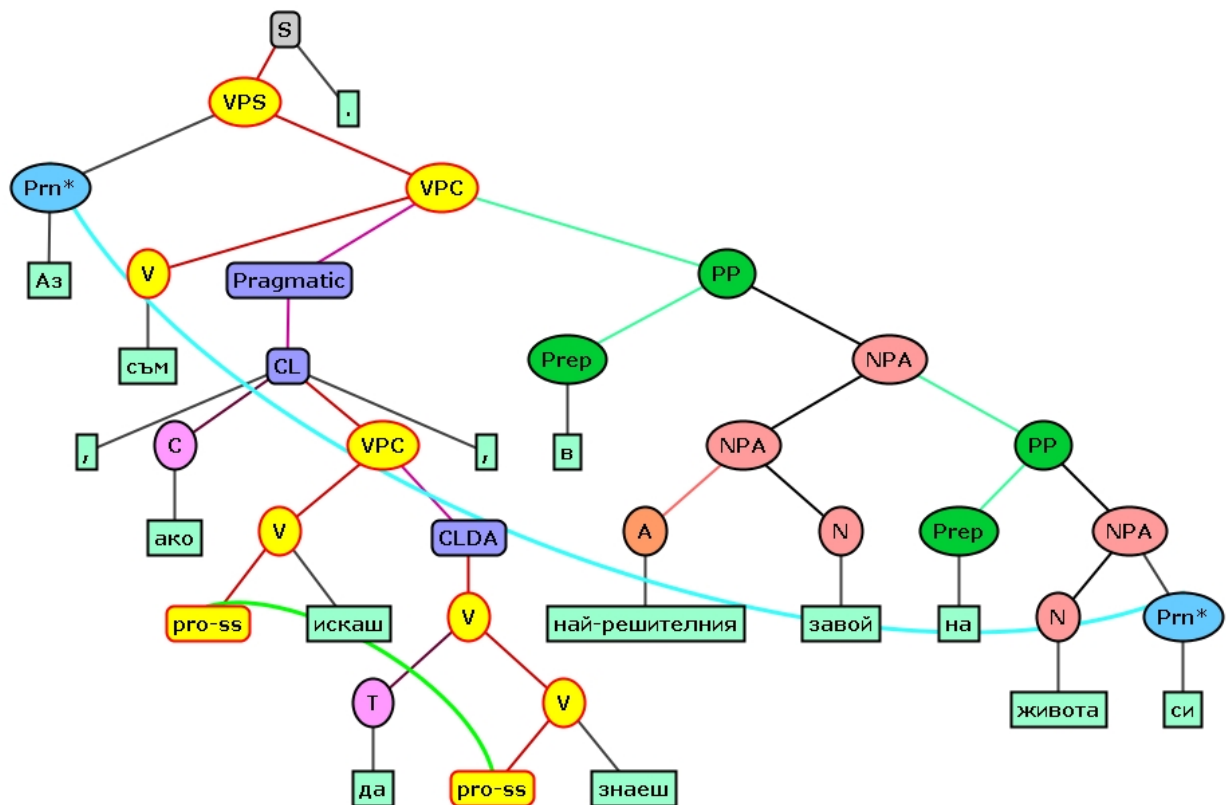 S
VPS .
Prn* VPC
Аз V Pragmatic PP
съм CL Prep NPA
, C VPC , в NPA PP
ако V CLDA A N Prep NPA
pro-ss искаш V най-решителния завой на N Prn*
T V живота си
да pro-ss знаеш